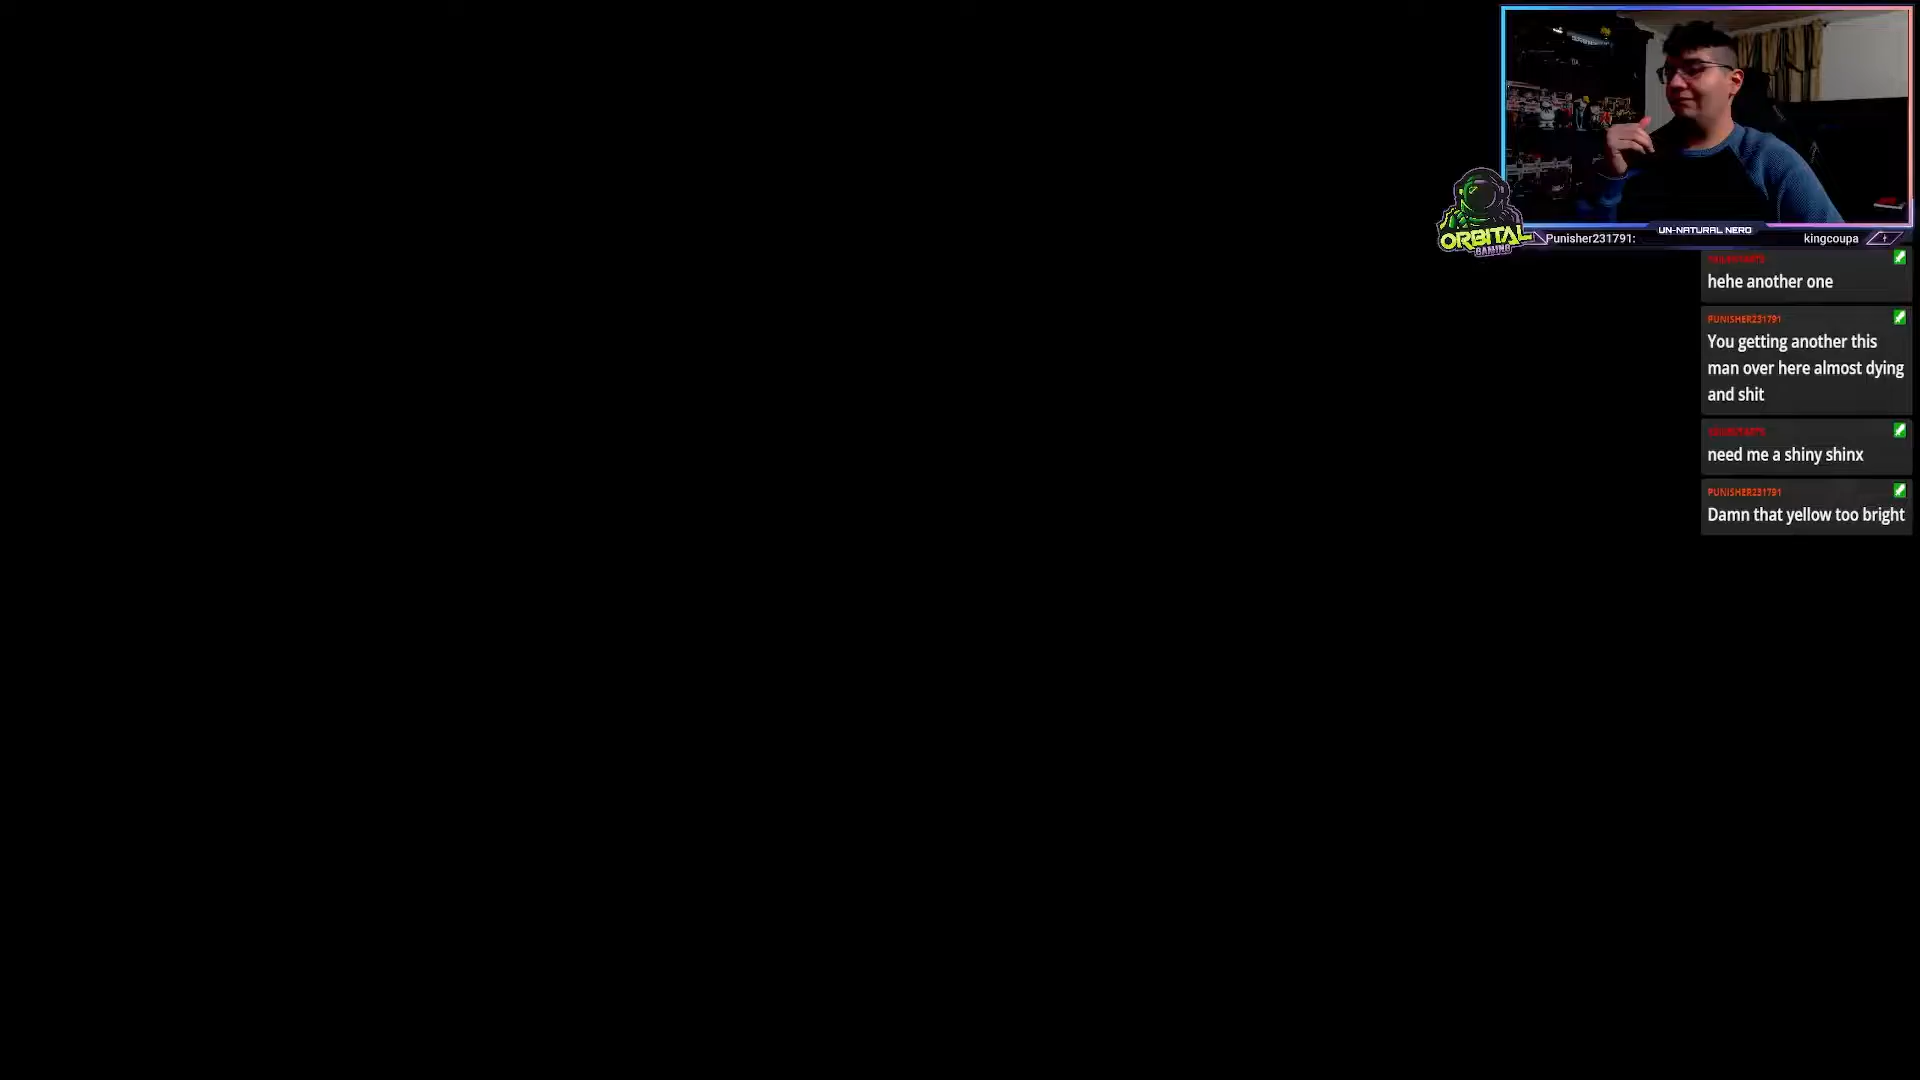 ORBITAL
GAMING
UN-NATURAL NERD
Punisher231791:
kingcoupa
hehe another one
PUNISHER231791
You getting another this
man over here almost dying
and shit
need me a shiny shinx
PUNISHER231791
Damn that yellow too bright